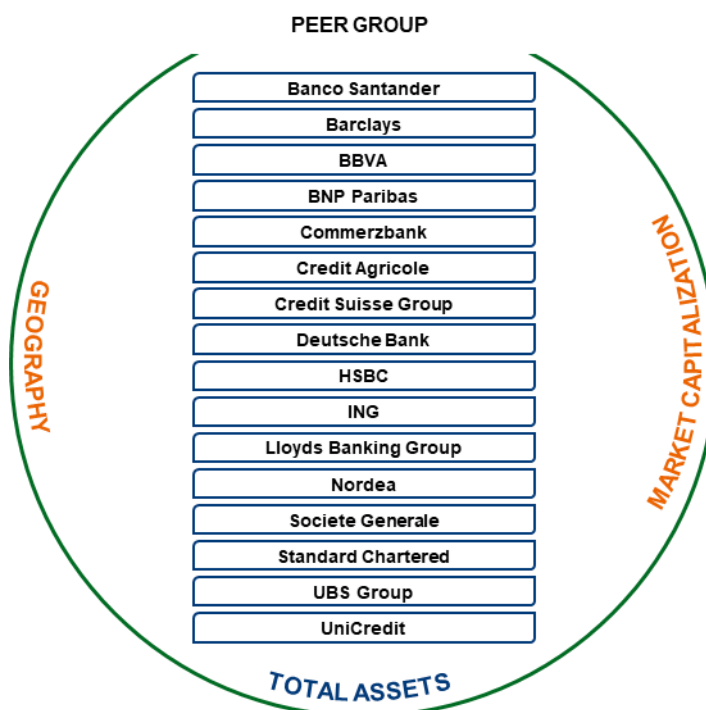 PEER GROUP
Banco Santander
Barclays
BBVA
BNP Paribas
Commerzbank
Credit Agricole
Credit Suisse Group
Deutsche Bank
HSBC
ING
Lloyds Banking Group
Nordea
Societe Generale
Standard Chartered
UBS Group
UniCredit
GEOGRAPHY
MARKET CAPITALIZATION
TOTAL ASSETS